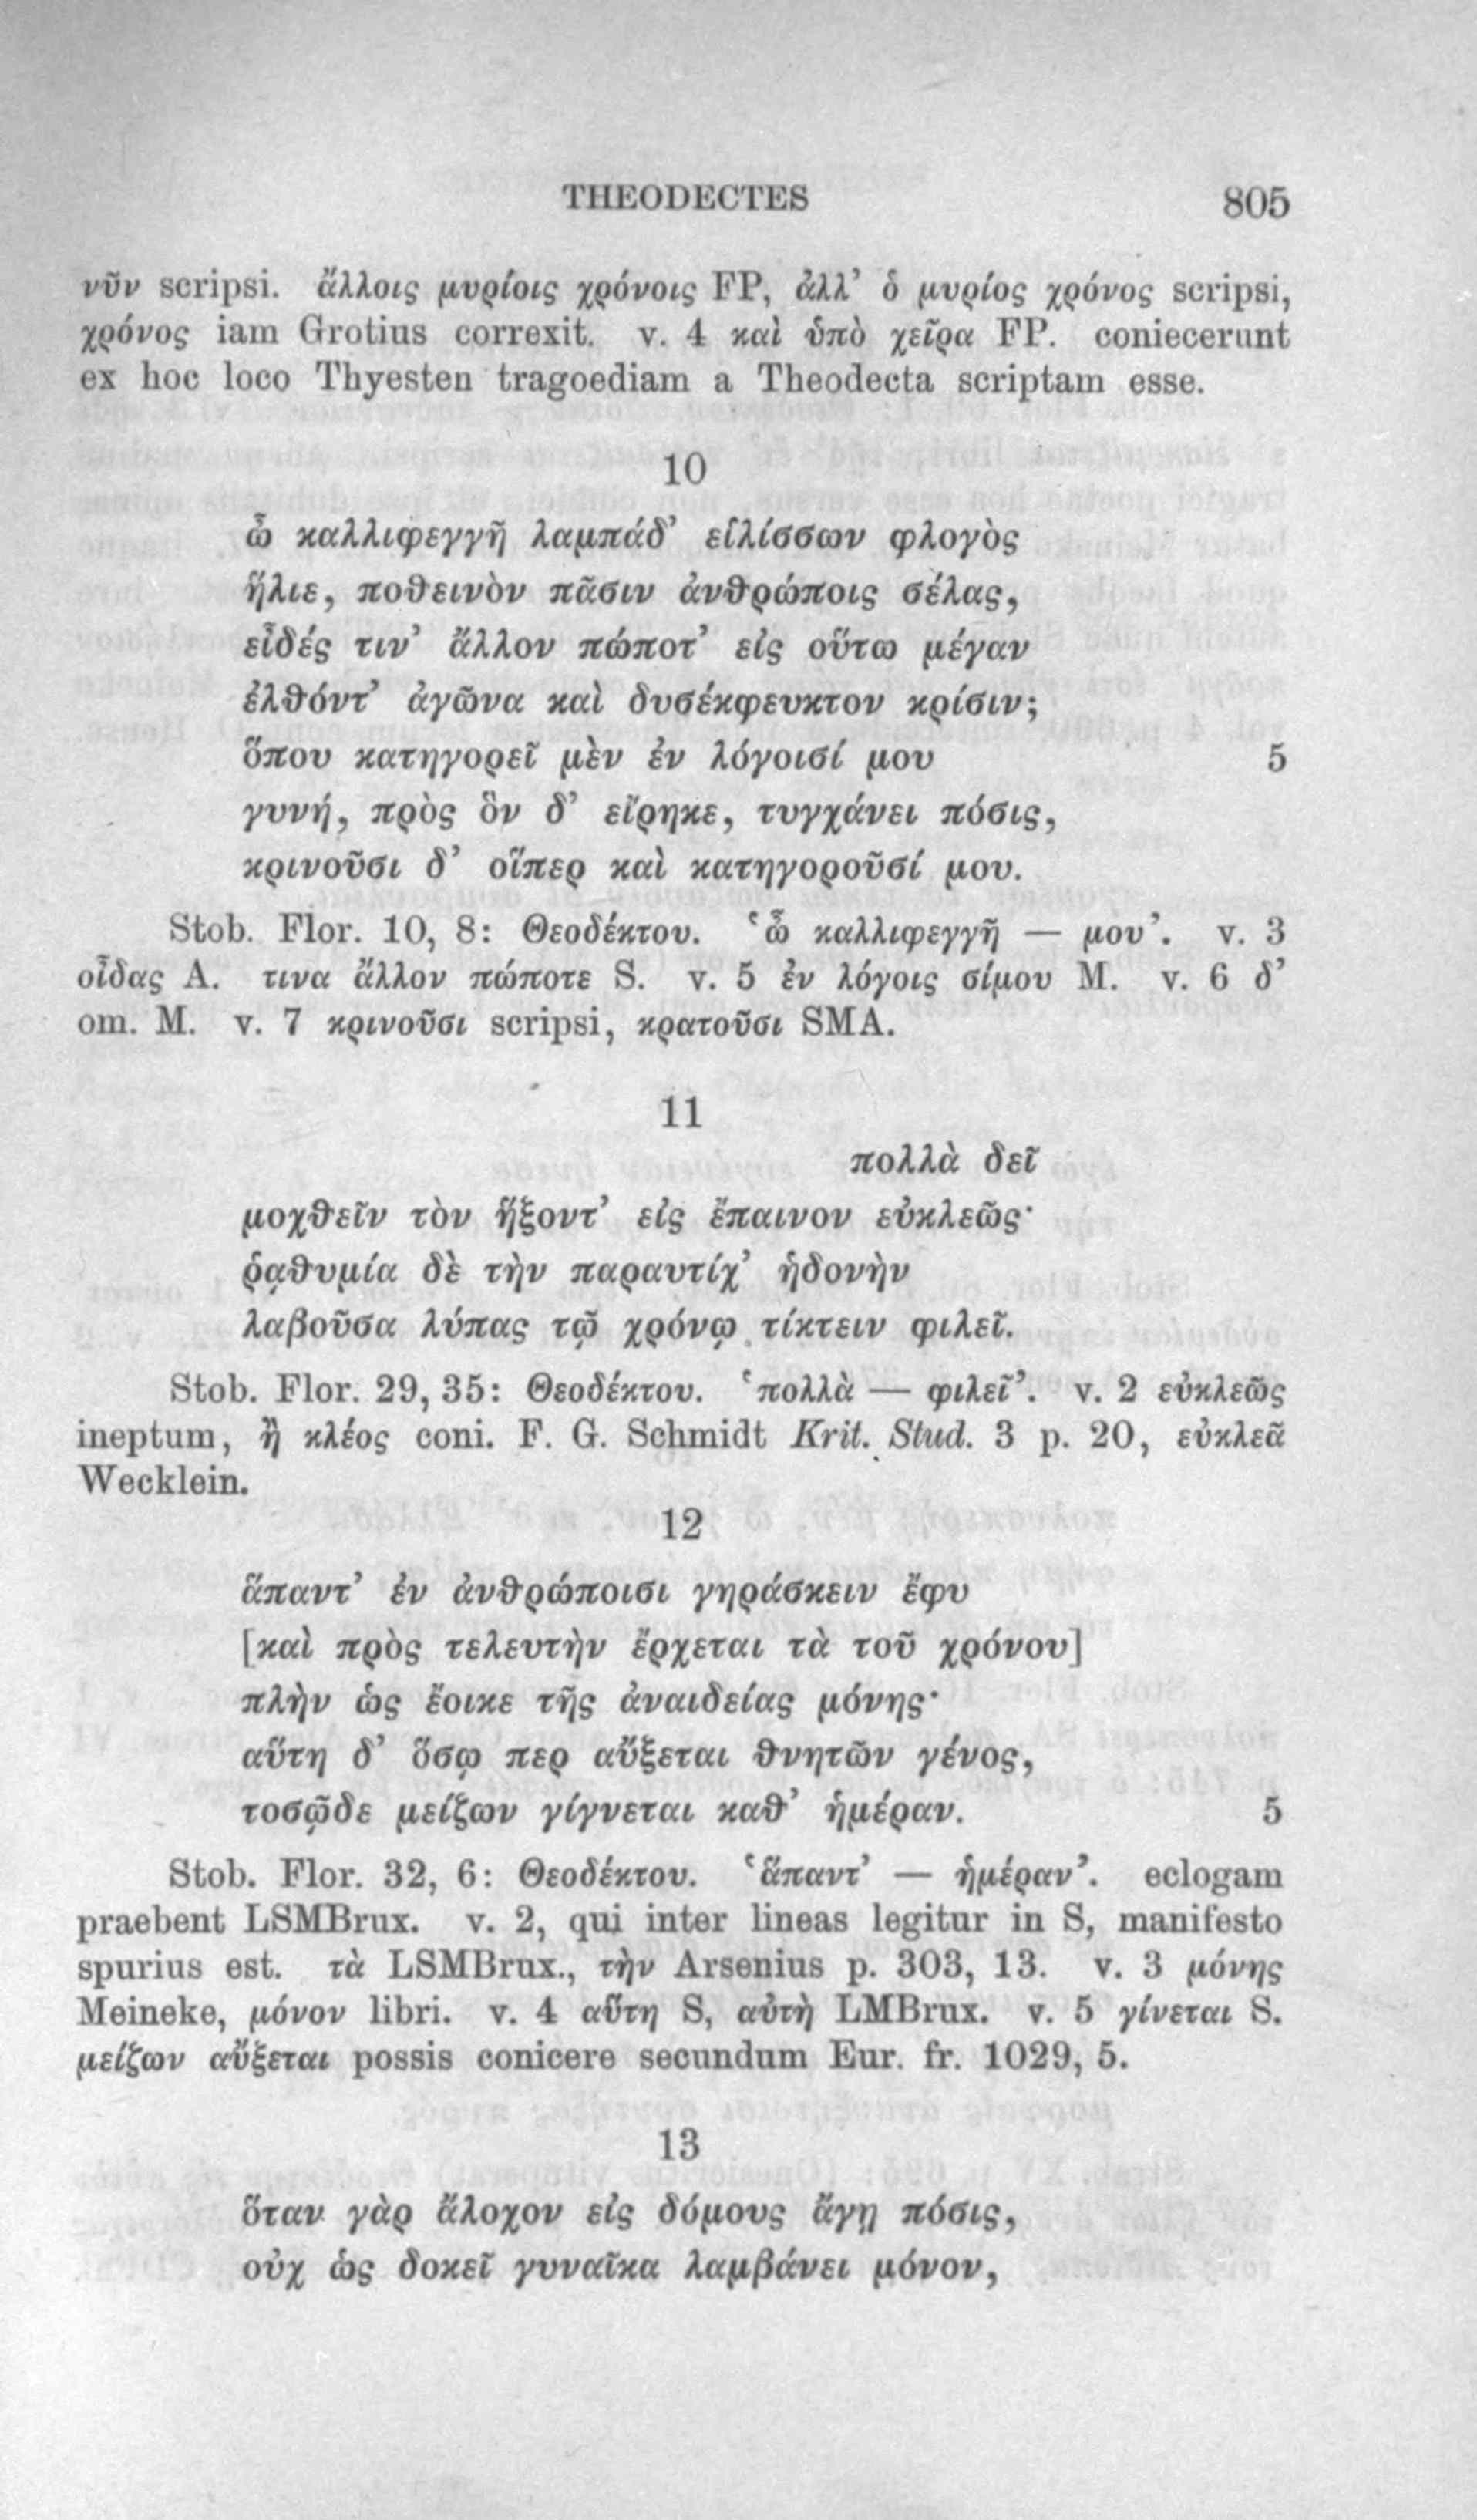 THEODECTES 805
νῦν scripsi. ἄλλοις μυρίοις χρόνοις FP, ἀλλ’ ὁ μυρίος χρόνος scripsi,
χρόνος iam Grotius correxit. v. 4 καὶ ὑπὸ χεῖρα FP. coniecerunt
ex hoc loco Thyesten tragoediam a Theodecta scriptam esse.
10
ὦ καλλιφεγγῆ λαμπάδ’ εἱλίσσων φλογὸς
ἥλιε, ποθεινὸν πᾶσιν ἀνθρώποις σέλας,
εἶδές τιν’ ἄλλον πώποτ’ εἰς οὕτω μέγαν
ἐλθόντ’ ἀγῶνα καὶ δυσέκφευκτον κρίσιν;
ὅπου κατηγορεῖ μὲν ἐν λόγοισί μου 5
γυνή, πρὸς ὃν δ’ εἴρηκε, τυγχάνει πόσις,
κρινοῦσι δ’ οἵπερ καὶ κατηγοροῦσί μου.
Stob. Flor. 10, 8: Θεοδέκτου. ‘ὦ καλλιφεγγῆ — μου’. v. 3
οἶδας A. τινα ἄλλον πώποτε S. v. 5 ἐν λόγοις σίμου M. v. 6 δ’
om. M. v. 7 κρινοῦσι scripsi, κρατοῦσι SMA.
11
πολλὰ δεῖ
μοχθεῖν τὸν ἥξοντ’ εἰς ἔπαινον εὐκλεῶς·
ῥᾳθυμία δὲ τὴν παραυτίχ’ ἡδονὴν
λαβοῦσα λύπας τῷ χρόνῳ τίκτειν φιλεῖ.
Stob. Flor. 29, 35: Θεοδέκτου. ‘πολλὰ — φιλεῖ’. v. 2 εὐκλεῶς
ineptum, ἢ κλέος coni. F. G. Schmidt Krit. Stud. 3 p. 20, εὐκλεᾶ
Wecklein.
12
ἅπαντ’ ἐν ἀνθρώποισι γηράσκειν ἔφυ
[καὶ πρὸς τελευτὴν ἔρχεται τὰ τοῦ χρόνου]
πλὴν ὡς ἔοικε τῆς ἀναιδείας μόνης·
αὕτη δ’ ὅσῳ περ αὔξεται θνητῶν γένος,
τοσῷδε μείζων γίγνεται καθ’ ἡμέραν. 5
Stob. Flor. 32, 6: Θεοδέκτου. ‘ἅπαντ’ — ἡμέραν’. eclogam
praebent LSMBrux. v. 2, qui inter lineas legitur in S, manifesto
spurius est. τὰ LSMBrux., τὴν Arsenius p. 303, 13. v. 3 μόνης
Meineke, μόνον libri. v. 4 αὕτη S, αὐτὴ LMBrux. v. 5 γίνεται S.
μείζων αὔξεται possis conicere secundum Eur. fr. 1029, 5.
13
ὅταν γὰρ ἄλοχον εἰς δόμους ἄγῃ πόσις,
οὐχ ὡς δοκεῖ γυναῖκα λαμβάνει μόνον,